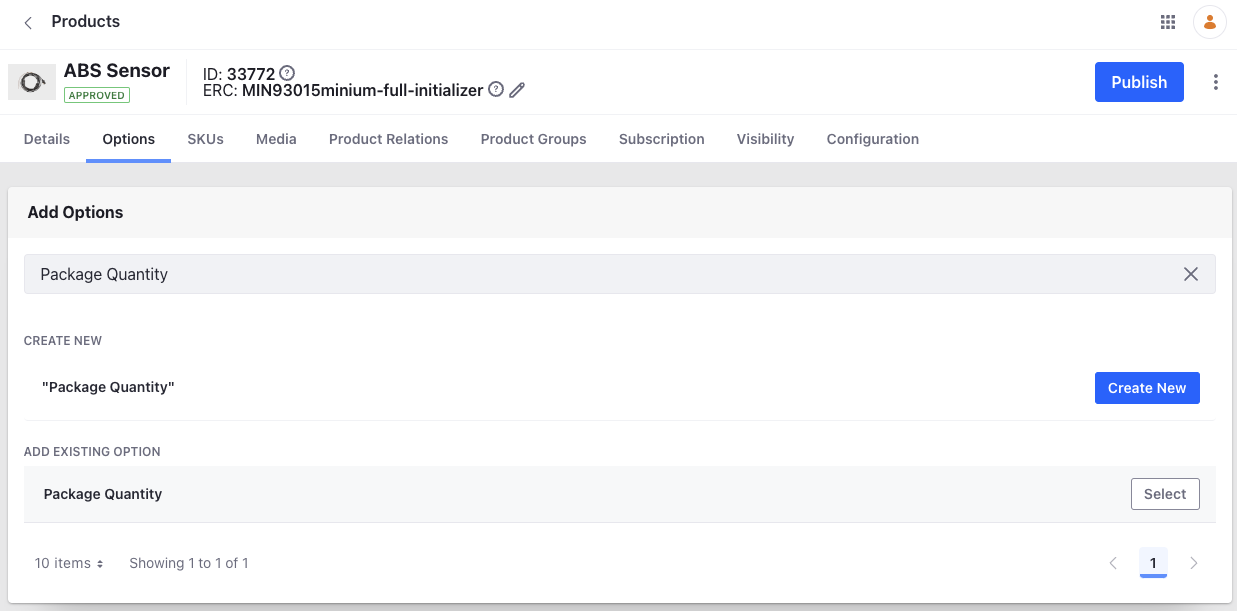 Products
ABS Sensor
APPROVED
ID: 33772 ?
ERC: MIN93015minium-full-initializer ?
Publish
Details Options SKUs Media Product Relations Product Groups Subscription Visibility Configuration
Add Options
Package Quantity
CREATE NEW
"Package Quantity"
Create New
ADD EXISTING OPTION
Package Quantity
Select
10 items Showing 1 to 1 of 1
1